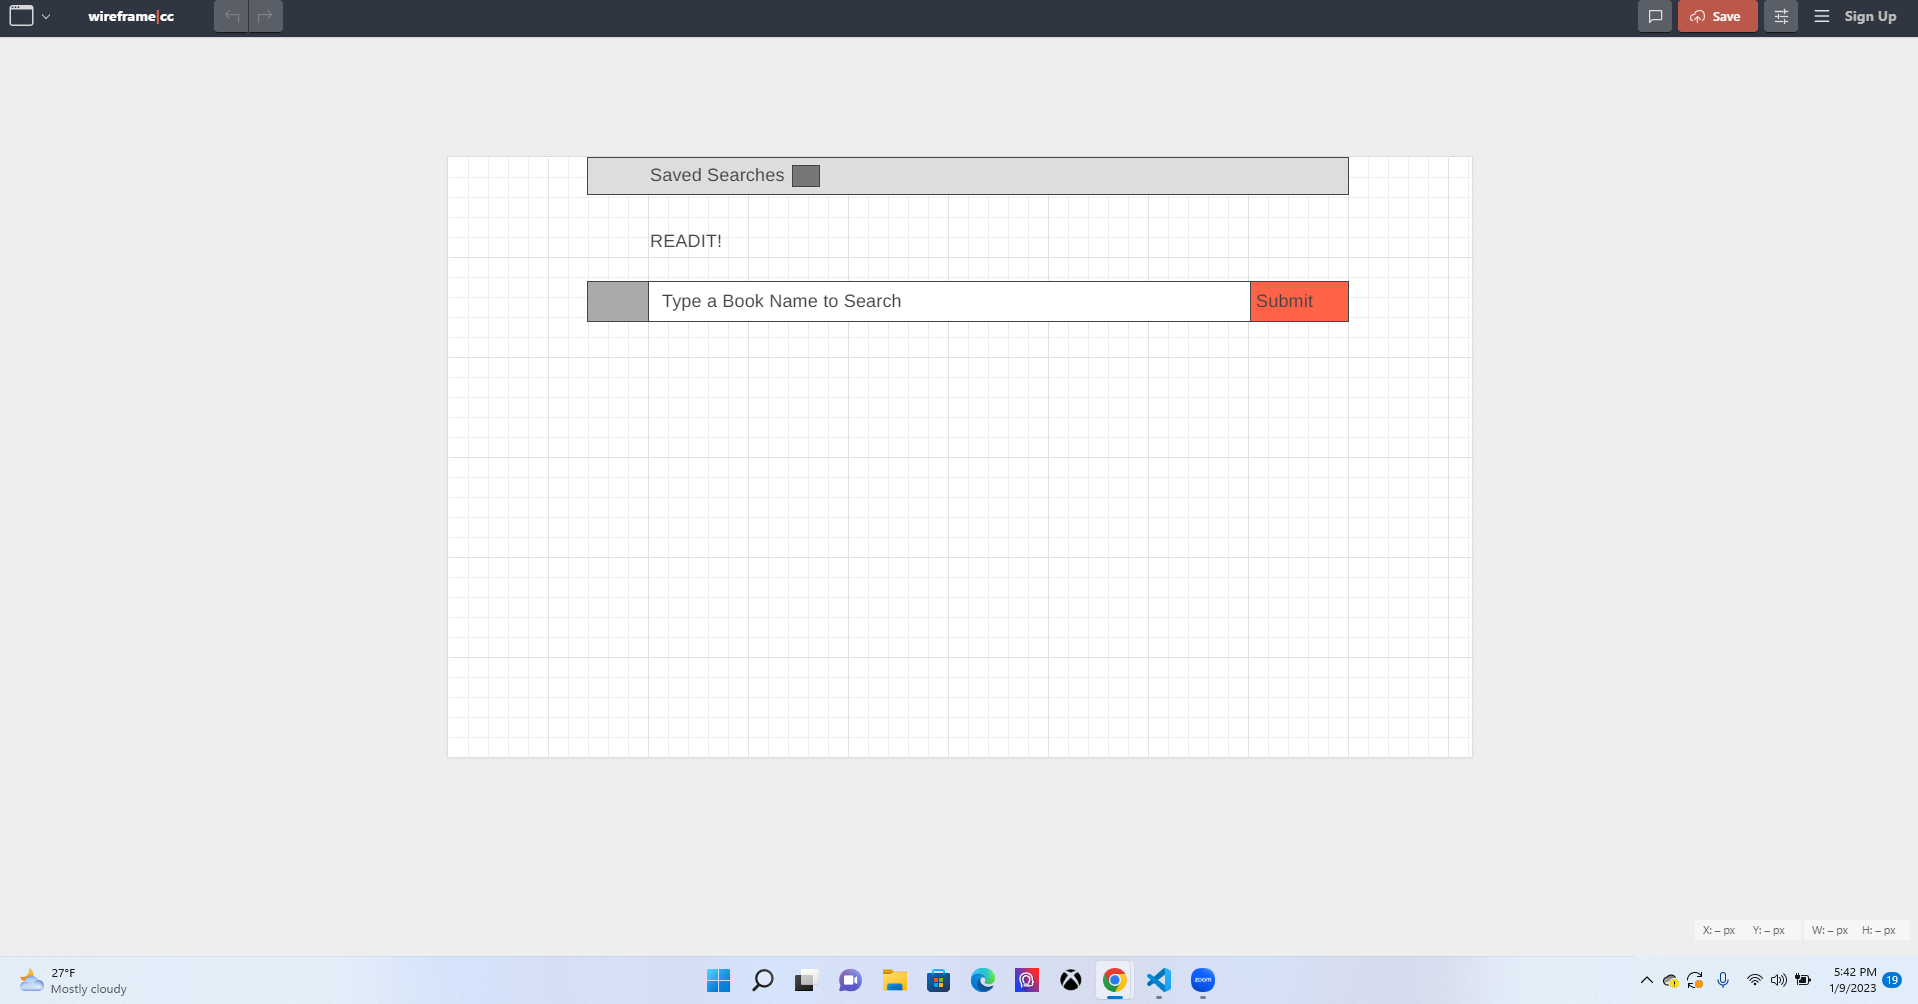 wireframe|cc
Save
Sign Up
Saved Searches
READIT!
Type a Book Name to Search
Submit
X: – px Y: – px W: – px H: – px
27°F
Mostly cloudy
zoom
5:42 PM
1/9/2023
19